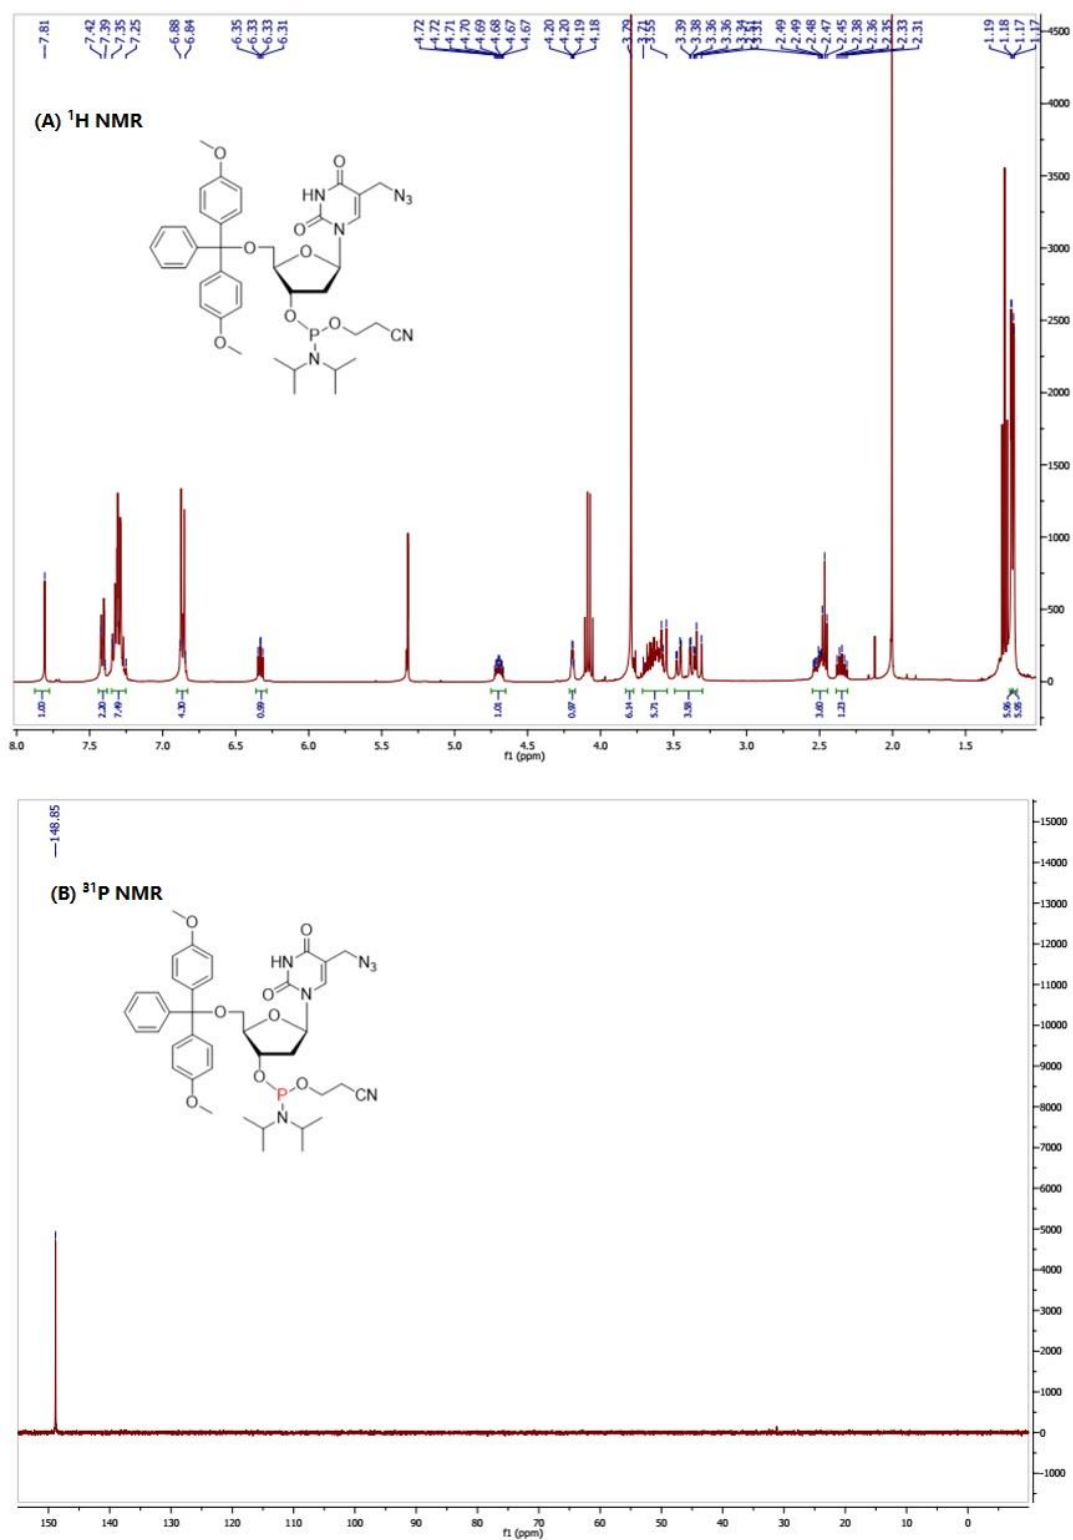 7.81 7.42 7.39 7.35 7.25 6.88 6.84 6.35 6.33 6.33 6.31 4.72 4.72 4.71 4.70 4.69 4.68 4.67 4.67 4.20 4.20 4.19 4.18 3.79 3.71 3.55 3.39 3.38 3.36 3.36 3.34 3.31 2.49 2.49 2.48 2.47 2.45 2.38 2.36 2.35 2.33 2.31 1.19 1.18 1.17 1.17
4500
(A) ¹H NMR
4000
O
O
N₃
HN
O
N
O
O
O
O
P
CN
O
N
3500
3000
2500
2000
1500
1000
500
0
1.00 2.20 7.49 4.30 0.99 1.01 0.97 6.14 5.71 3.58 3.60 1.23 5.96 5.95
8.0 7.5 7.0 6.5 6.0 5.5 5.0 4.5 4.0 3.5 3.0 2.5 2.0 1.5
f1 (ppm)
148.85
(B) ³¹P NMR
O
O
N₃
HN
O
N
O
O
O
O
P
CN
O
N
15000
14000
13000
12000
11000
10000
9000
8000
7000
6000
5000
4000
3000
2000
1000
0
-1000
150 140 130 120 110 100 90 80 70 60 50 40 30 20 10 0
f1 (ppm)